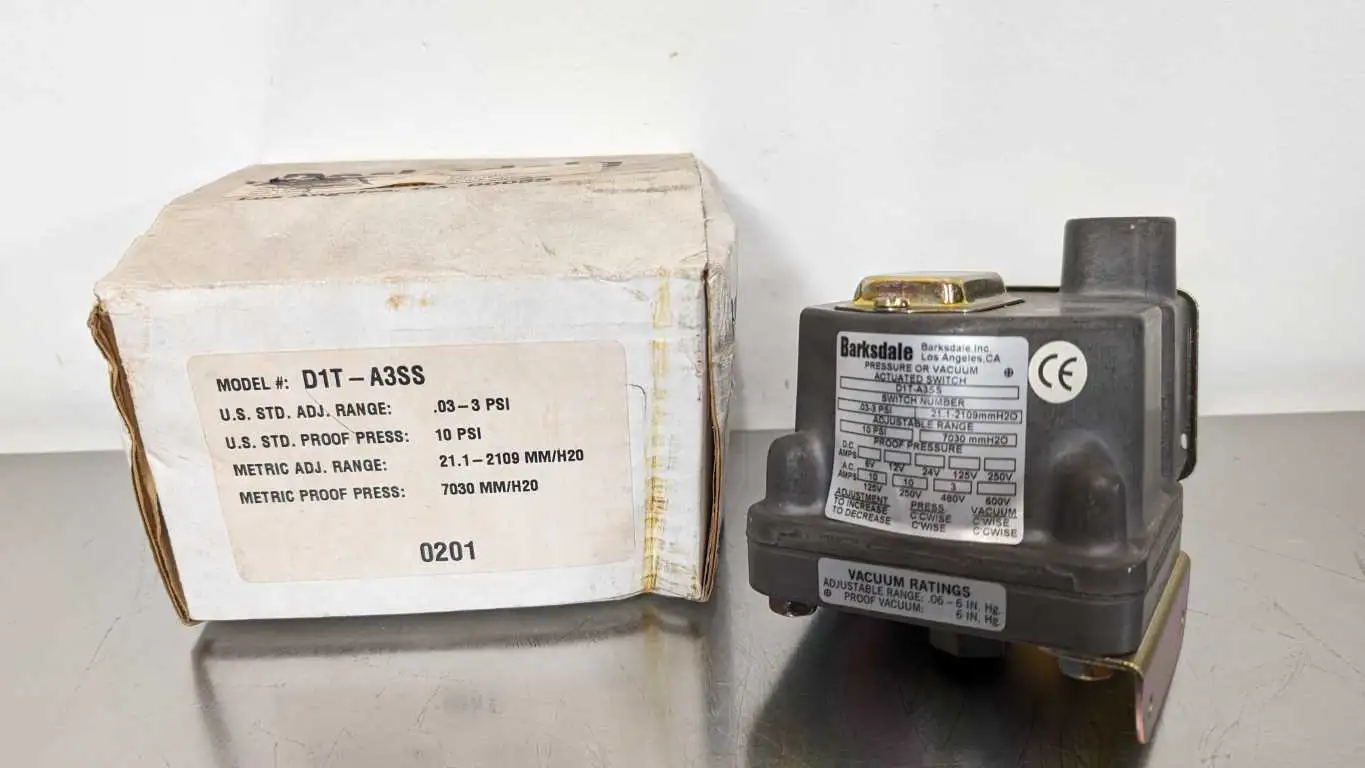 MODEL #: D1T-A3SS
U.S. STD. ADJ. RANGE: .03-3 PSI
U.S. STD. PROOF PRESS: 10 PSI
METRIC ADJ. RANGE: 21.1-2109 MM/H20
METRIC PROOF PRESS: 7030 MM/H20
0201
Barksdale Barksdale Inc.
Los Angeles, CA
PRESSURE OR VACUUM
ACTUATED SWITCH
D1T-A3SS
SWITCH NUMBER
.03-3 PSI 21.1-2109mmH2O
ADJUSTABLE RANGE
10 PSI 7030 mmH2O
PROOF PRESSURE
D.C. AMPS
6V 12V 24V 125V 250V
A.C. AMPS 10 10 3
125V 250V 480V 600V
ADJUSTMENT PRESS VACUUM
TO INCREASE C'CWISE C'WISE
TO DECREASE C'WISE C'CWISE
CE
VACUUM RATINGS
ADJUSTABLE RANGE: .06-6 IN. Hg.
PROOF VACUUM: 6 IN. Hg